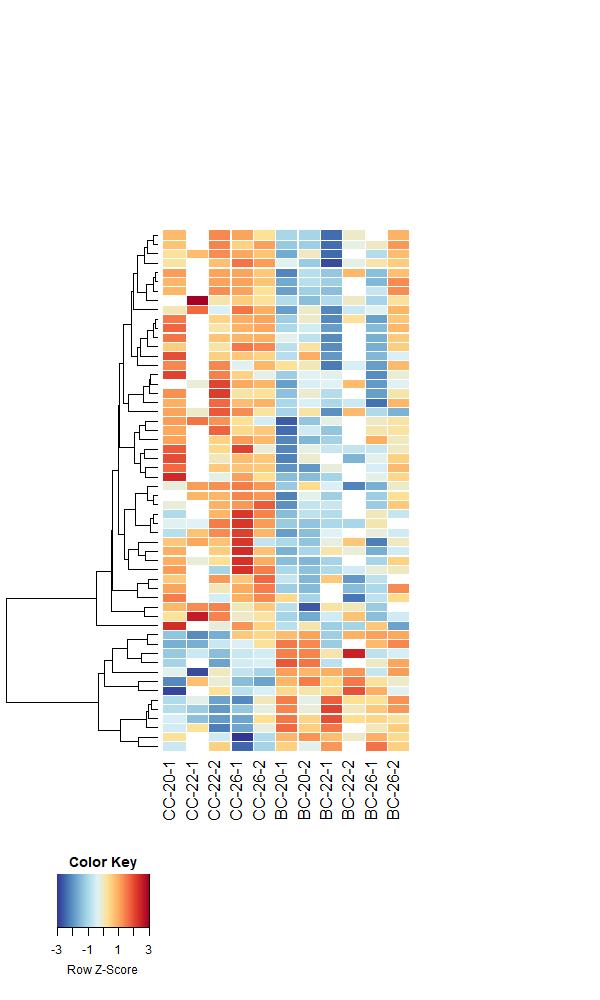 CC-20-1
CC-22-1
CC-22-2
CC-26-1
CC-26-2
BC-20-1
BC-20-2
BC-22-1
BC-22-2
BC-26-1
BC-26-2
Color Key
-3 -1 1 3
Row Z-Score